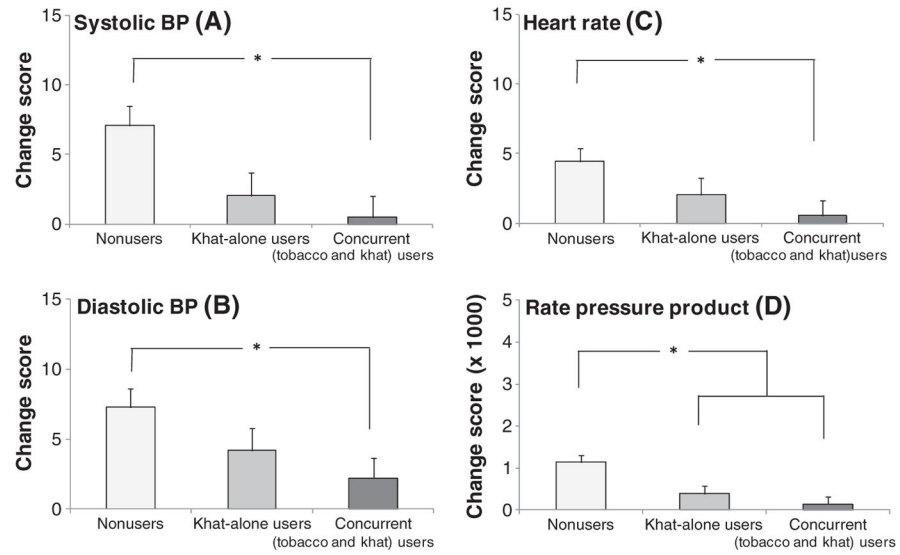 Systolic BP (A)
Change score
15
10
5
0
*
Nonusers
Khat-alone users
Concurrent
(tobacco and khat) users
Heart rate (C)
Change score
15
10
5
0
*
Nonusers
Khat-alone users
Concurrent
(tobacco and khat)users
Diastolic BP (B)
Change score
15
10
5
0
*
Nonusers
Khat-alone users
Concurrent
(tobacco and khat) users
Rate pressure product (D)
Change score (x 1000)
5
4
3
2
1
0
*
Nonusers
Khat-alone users
Concurrent
(tobacco and khat) users